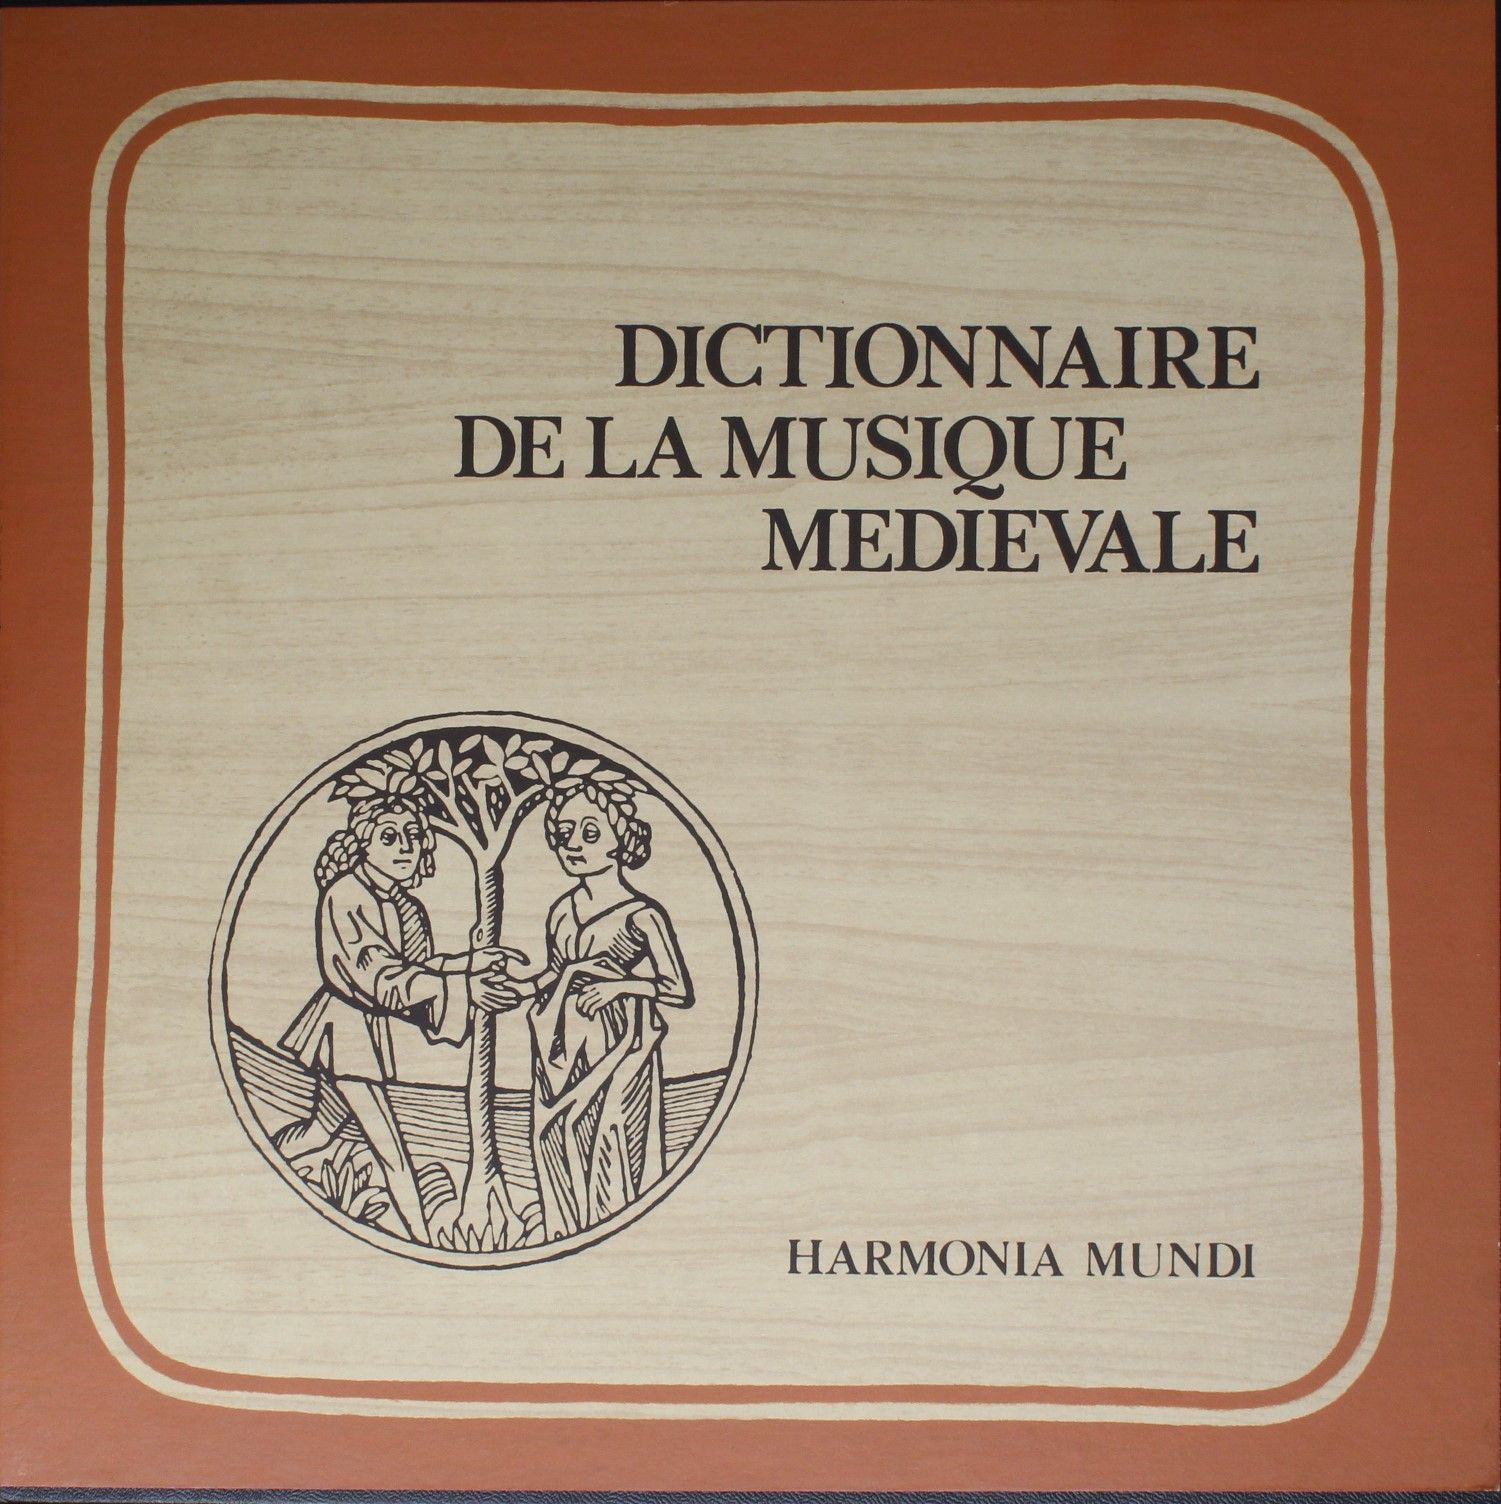 DICTIONNAIRE
DE LA MUSIQUE
MEDIEVALE
HARMONIA MUNDI